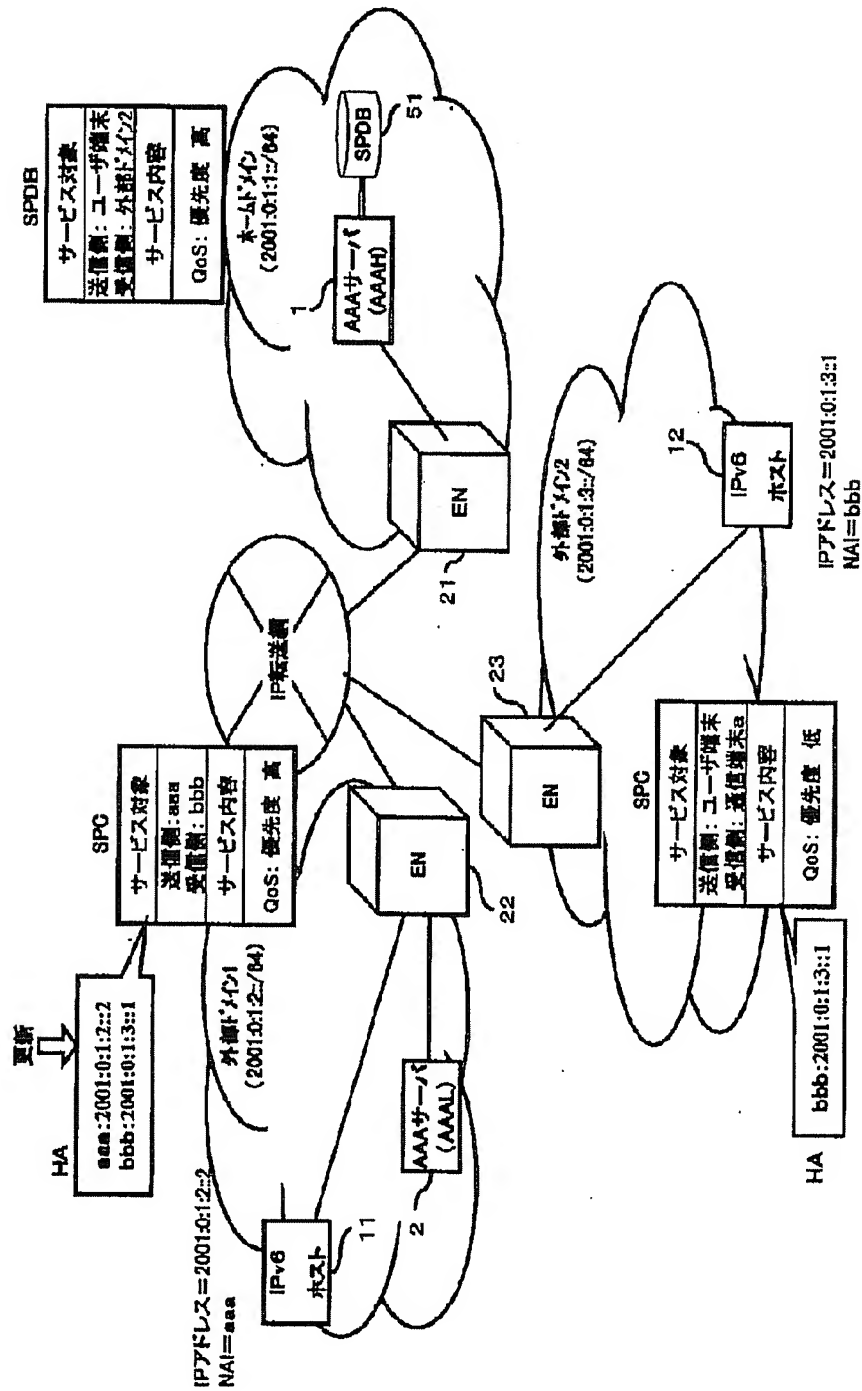 SPDB
サービス対象
送信側: ユーザ端末
受信側: 外部ドメイン2
サービス内容
QoS: 優先度 高
ホームドメイン
(2001:0:1:1::/64)
SPDB
51
1
AAAサーバ
(AAAH)
EN
21
IP転送網
更新
HA
aaa:2001:0:1:2::2
bbb:2001:0:1:3::1
SPC
サービス対象
送信側:aaa
受信側:bbb
サービス内容
QoS: 優先度 高
外部ドメイン1
(2001:0:1:2::/64)
EN
22
IPアドレス=2001:0:1:2::2
NAI=aaa
IPv6
ホスト
11
2
AAAサーバ
(AAAL)
23
EN
外部ドメイン2
(2001:0:1:3::/64)
12
IPv6
ホスト
IPアドレス=2001:0:1:3::1
NAI=bbb
SPC
サービス対象
送信側: ユーザ端末
受信側: 通信端末a
サービス内容
QoS: 優先度 低
HA
bbb:2001:0:1:3::1